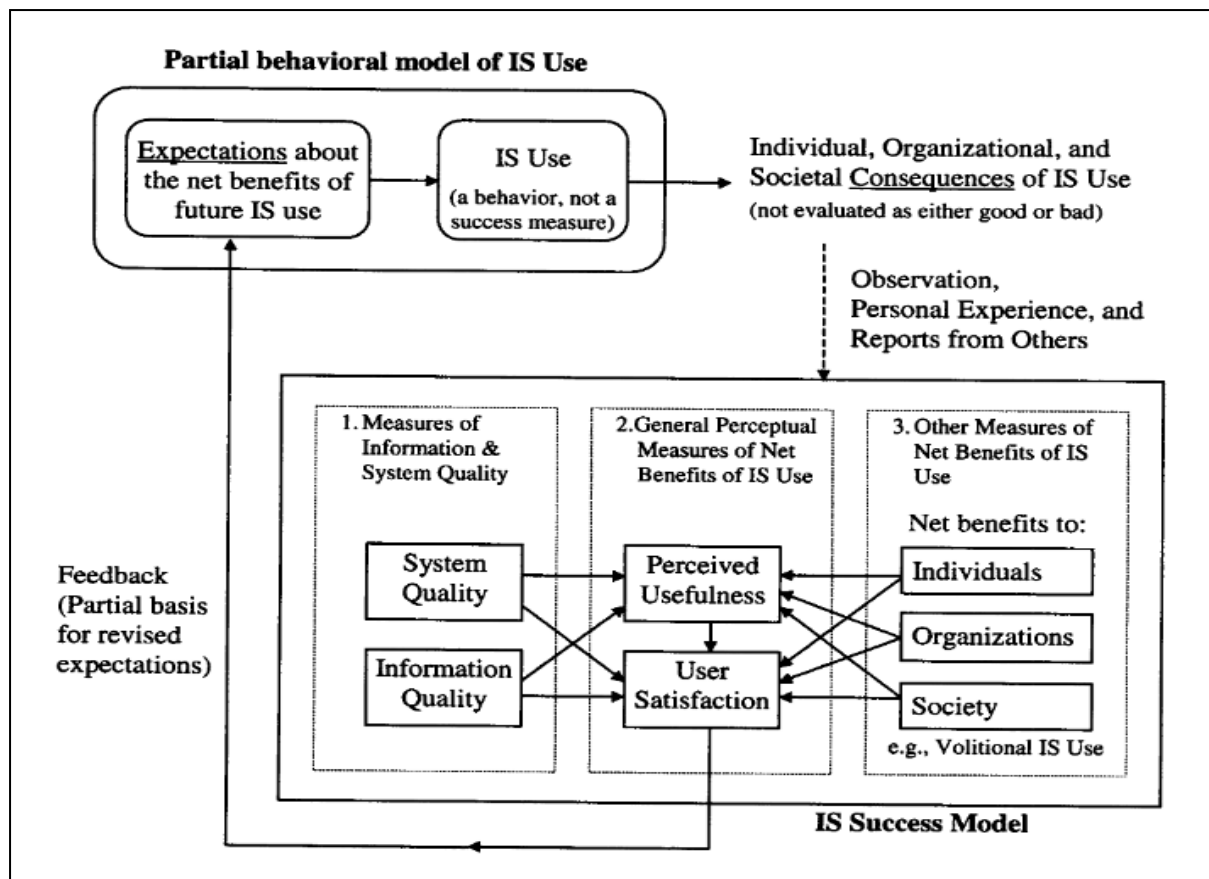 Partial behavioral model of IS Use
Expectations about
the net benefits of
future IS use
IS Use
(a behavior, not a
success measure)
Individual, Organizational, and
Societal Consequences of IS Use
(not evaluated as either good or bad)
Observation,
Personal Experience, and
Reports from Others
1. Measures of
Information &
System Quality
2.General Perceptual
Measures of Net
Benefits of IS Use
3. Other Measures of
Net Benefits of IS
Use
Net benefits to:
System
Quality
Information
Quality
Perceived
Usefulness
User
Satisfaction
Individuals
Organizations
Society
e.g., Volitional IS Use
Feedback
(Partial basis
for revised
expectations)
IS Success Model